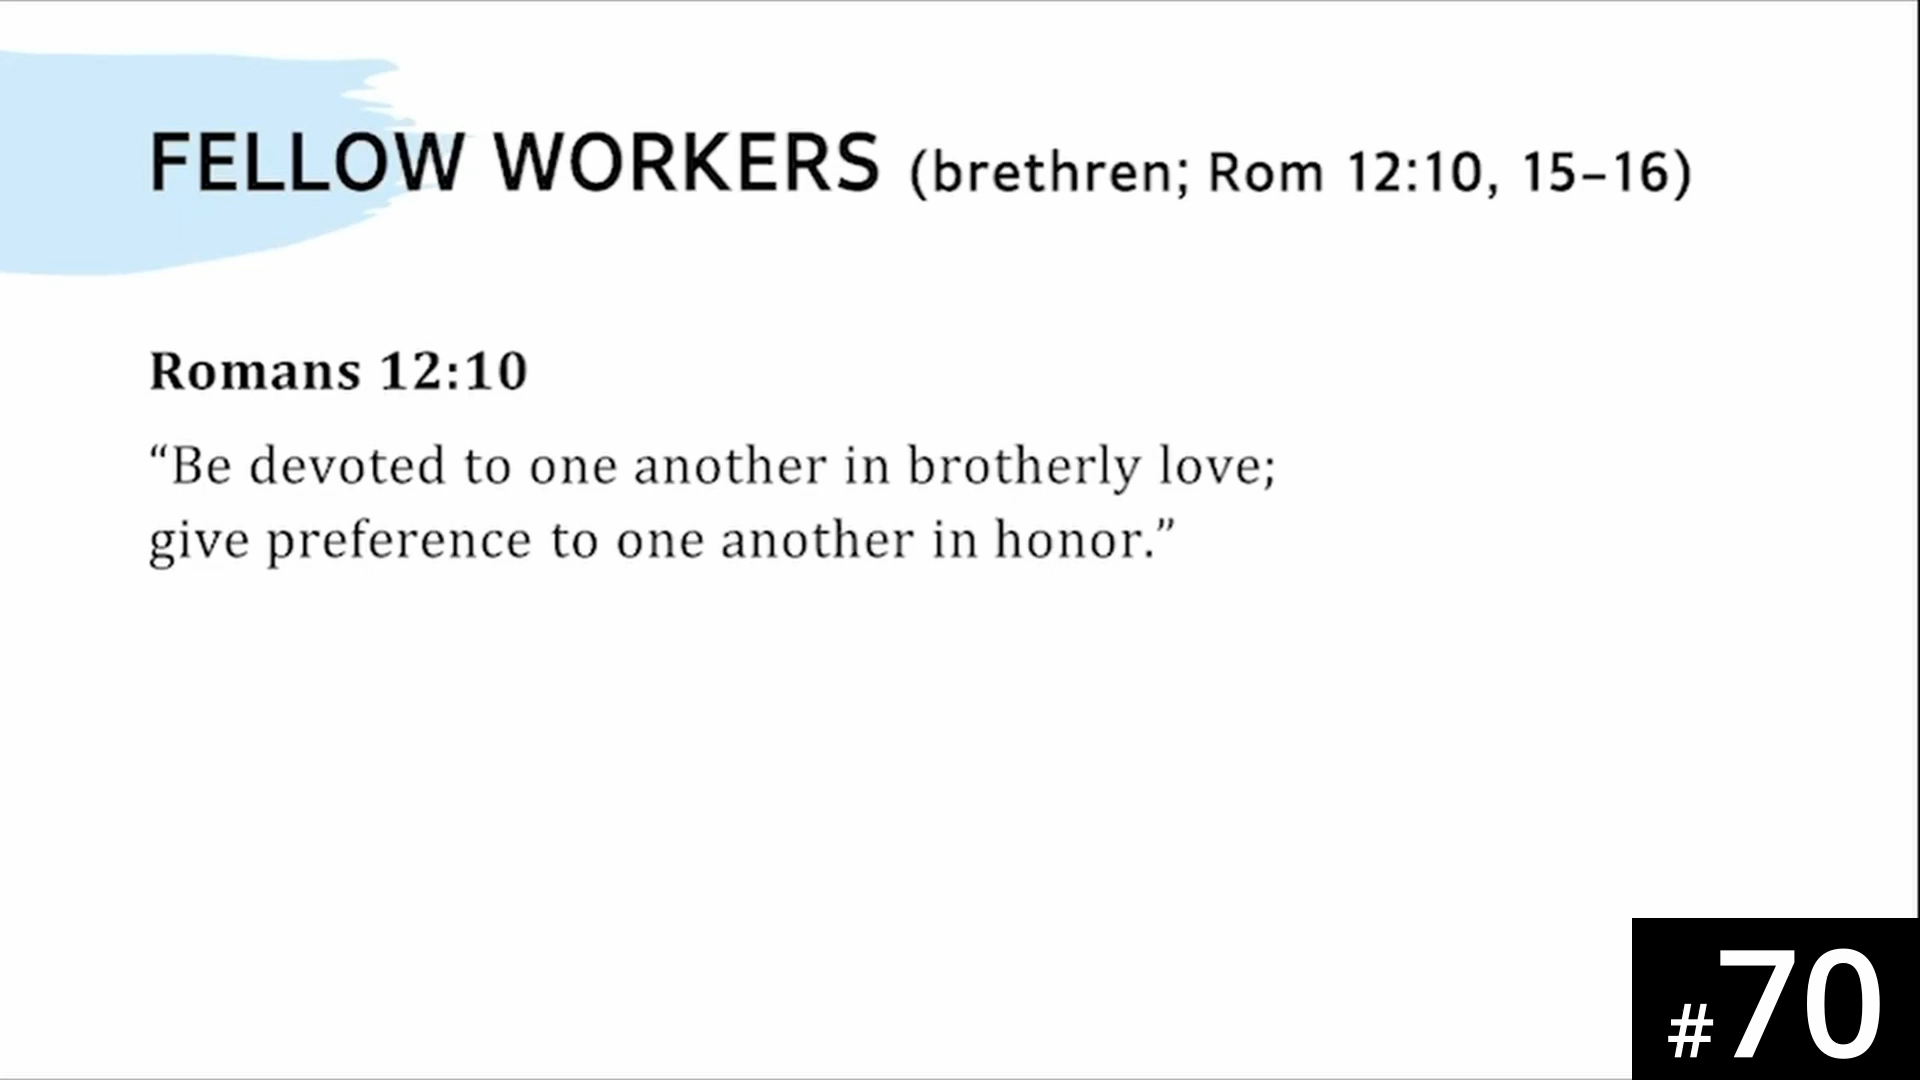 FELLOW WORKERS (brethren; Rom 12:10, 15–16)
Romans 12:10
“Be devoted to one another in brotherly love;
give preference to one another in honor.”
#70